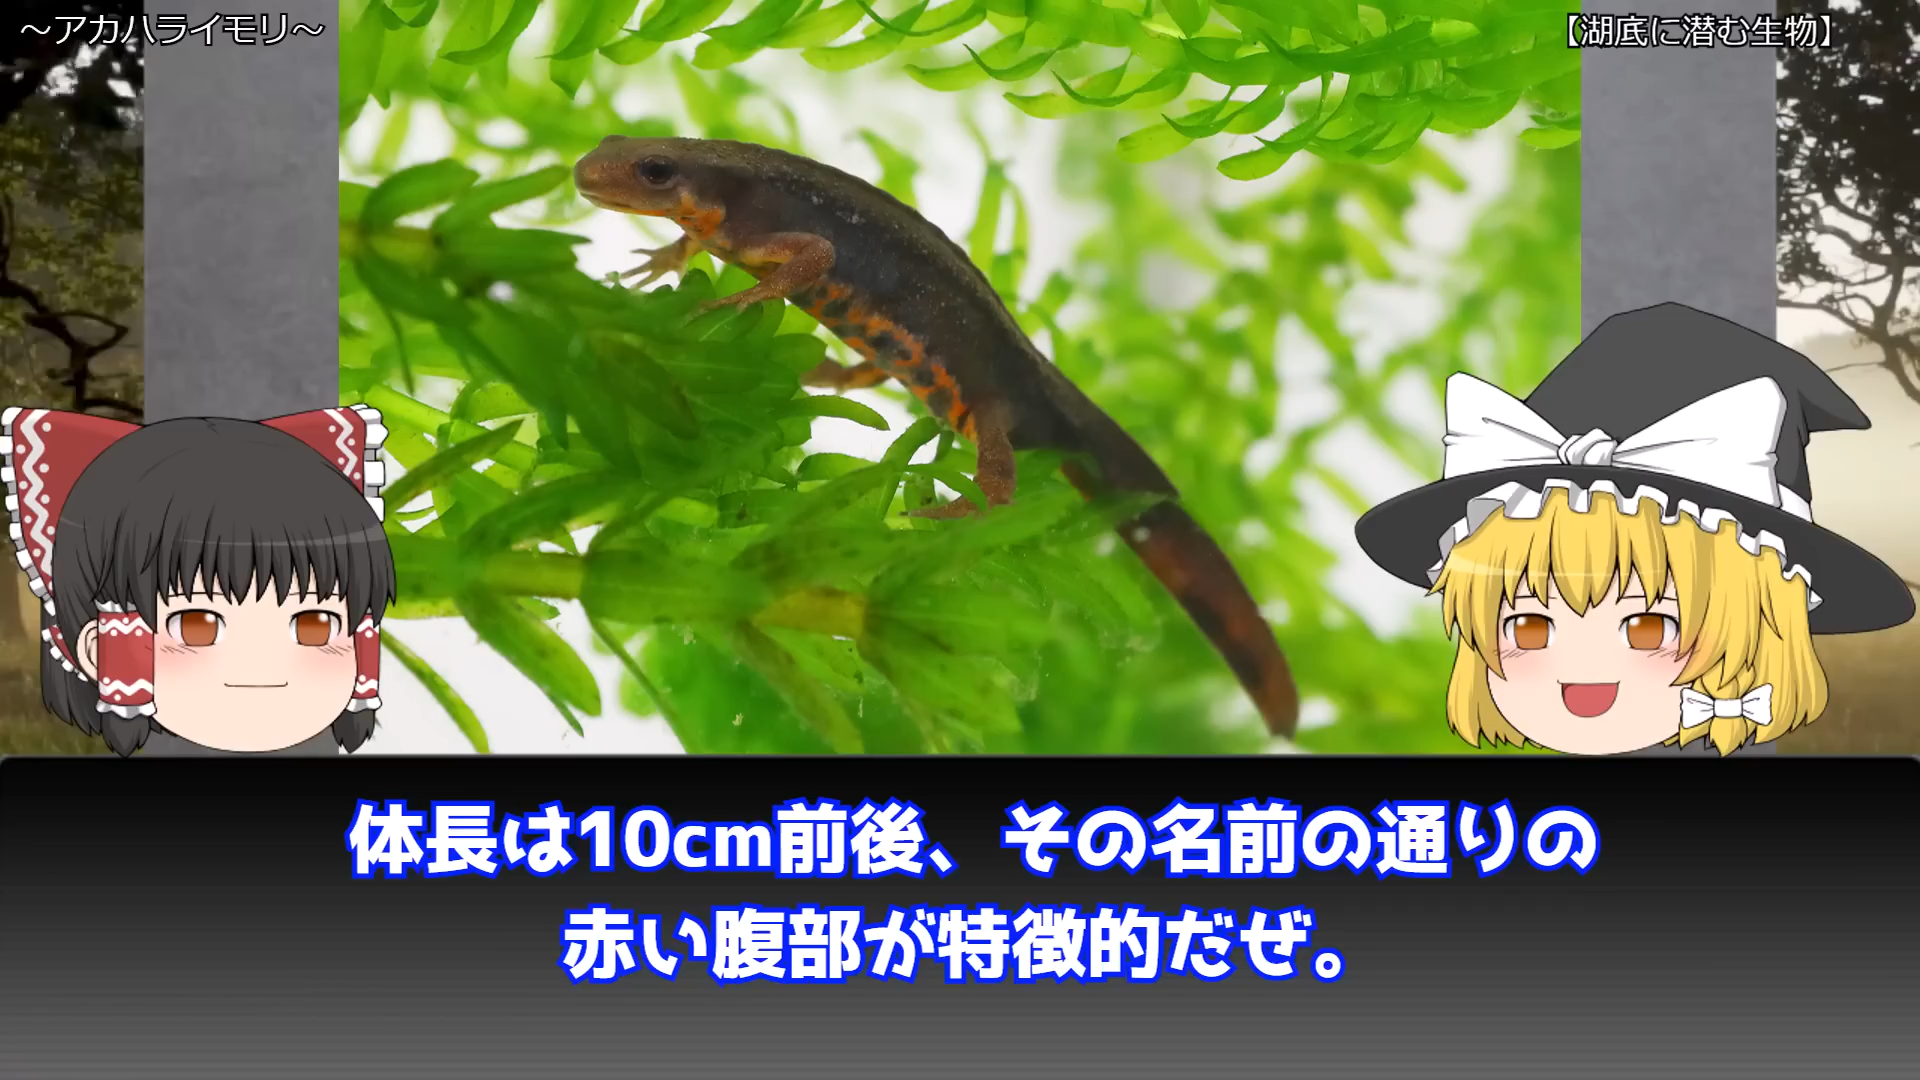 ～アカハライモリ～
【湖底に潜む生物】
体長は10cm前後、その名前の通りの
赤い腹部が特徴的だぜ。